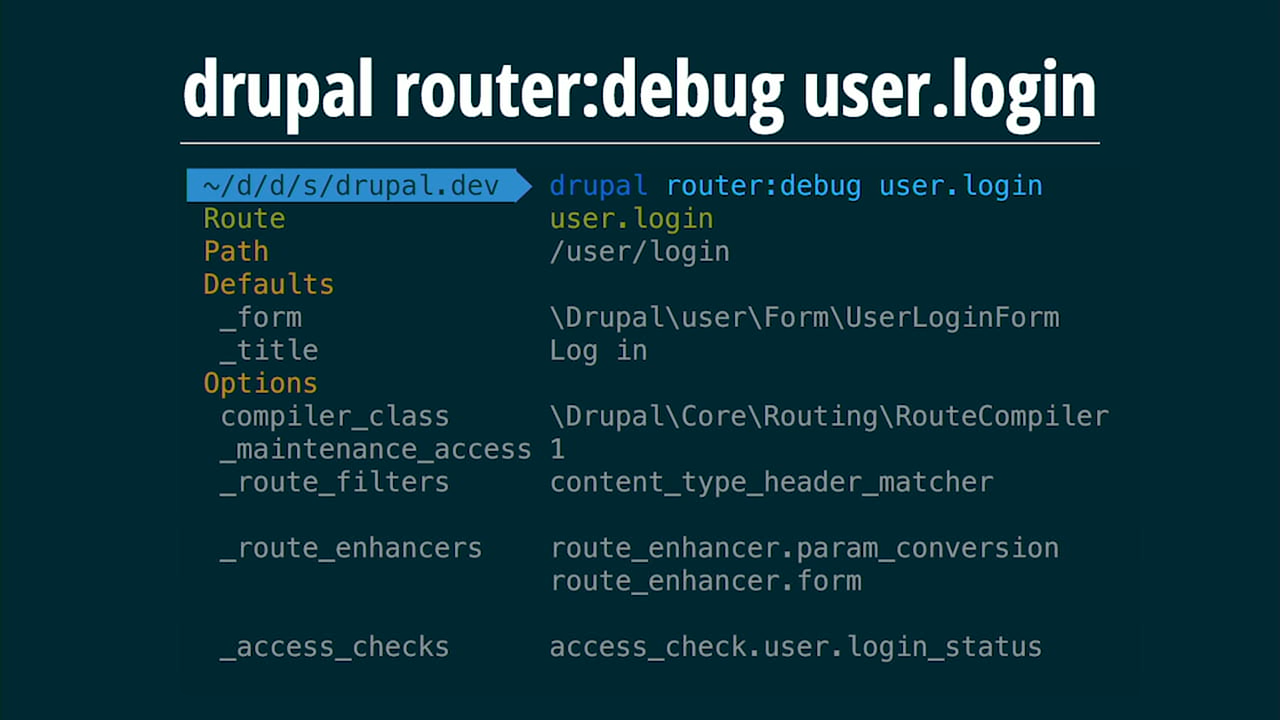 drupal router:debug user.login
~/d/d/s/drupal.dev drupal router:debug user.login
Route user.login
Path /user/login
Defaults
_form \Drupal\user\Form\UserLoginForm
_title Log in
Options
compiler_class \Drupal\Core\Routing\RouteCompiler
_maintenance_access 1
_route_filters content_type_header_matcher
_route_enhancers route_enhancer.param_conversion
route_enhancer.form
_access_checks access_check.user.login_status